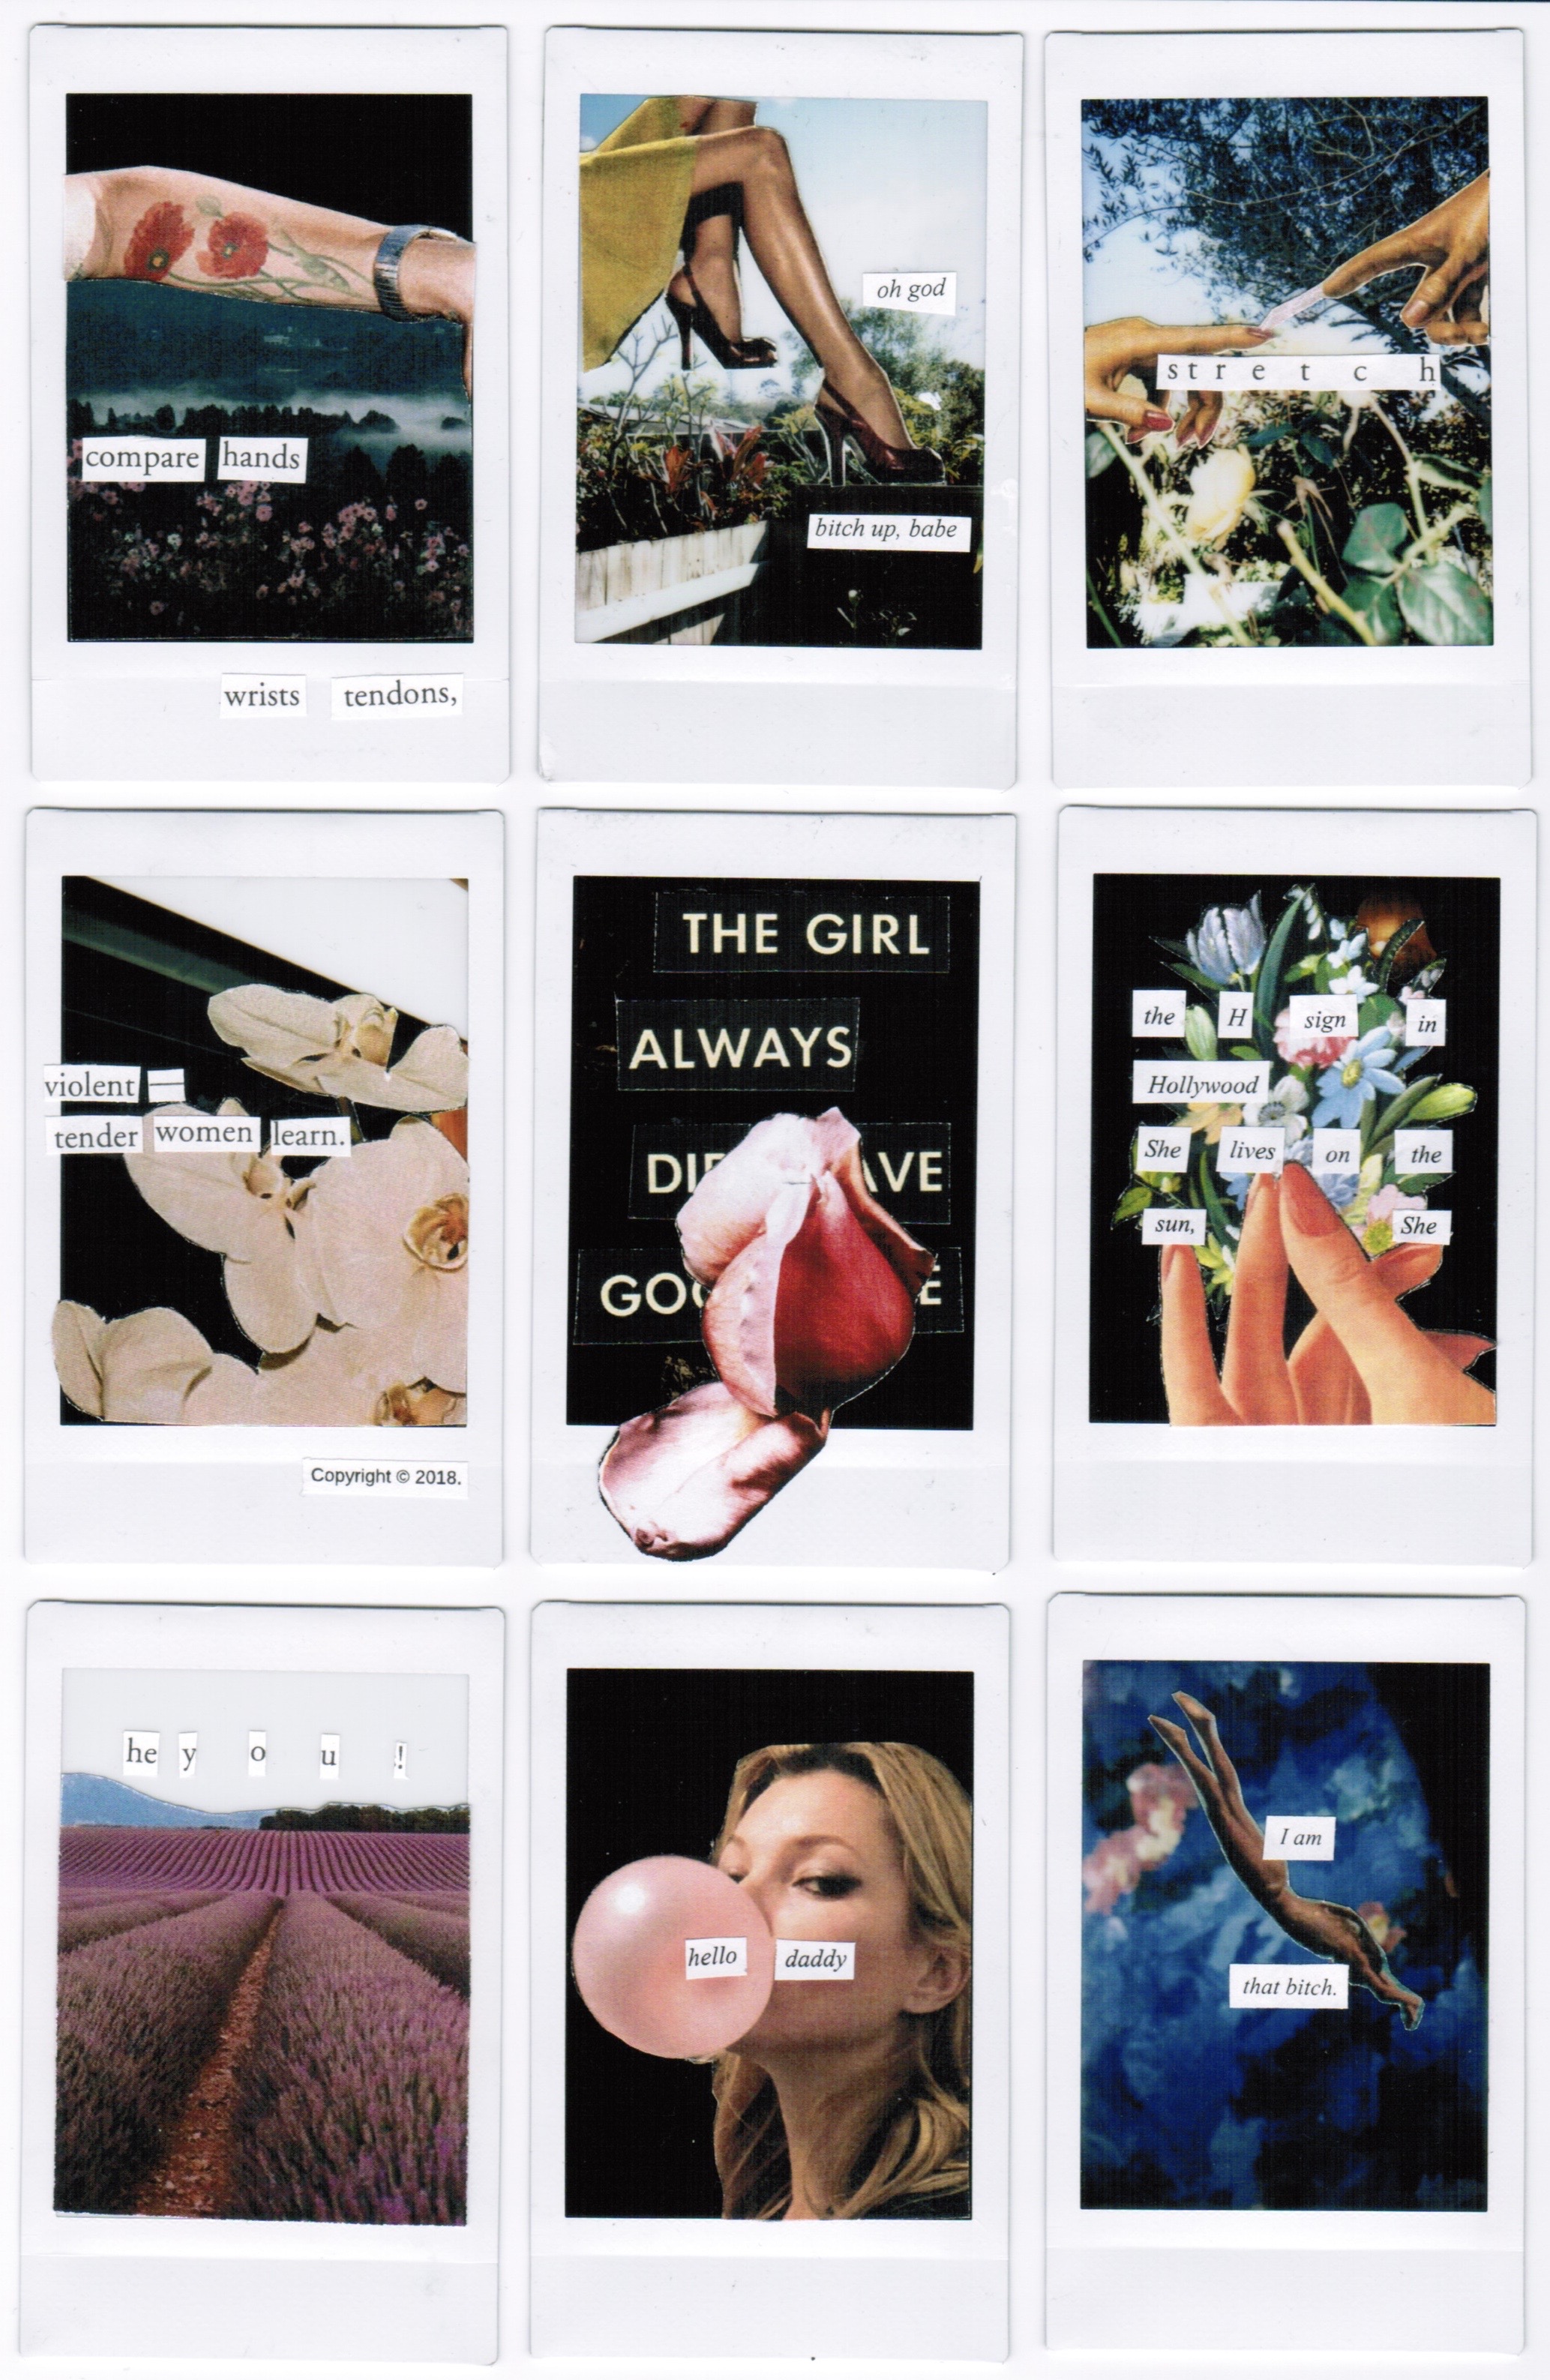 compare hands
wrists tendons,
oh god
bitch up, babe
stretch
violent —
tender women learn.
Copyright © 2018.
THE GIRL
ALWAYS
the H sign in
Hollywood
She lives on the
sun, She
he y o u !
hello daddy
I am
that bitch.